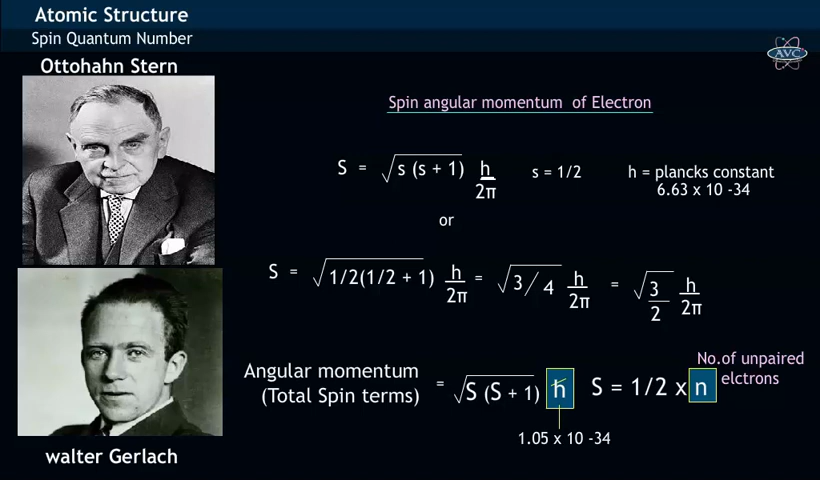 Atomic Structure
Spin Quantum Number
Ottohahn Stern
AVC
Spin angular momentum of Electron
S = √s (s + 1) h/2π s = 1/2 h = plancks constant
6.63 x 10 -34
or
S = √1/2(1/2 + 1) h/2π = √3/4 h/2π = √3/2 h/2π
No.of unpaired
elctrons
Angular momentum
(Total Spin terms) = √S (S + 1) ħ S = 1/2 x n
1.05 x 10 -34
walter Gerlach